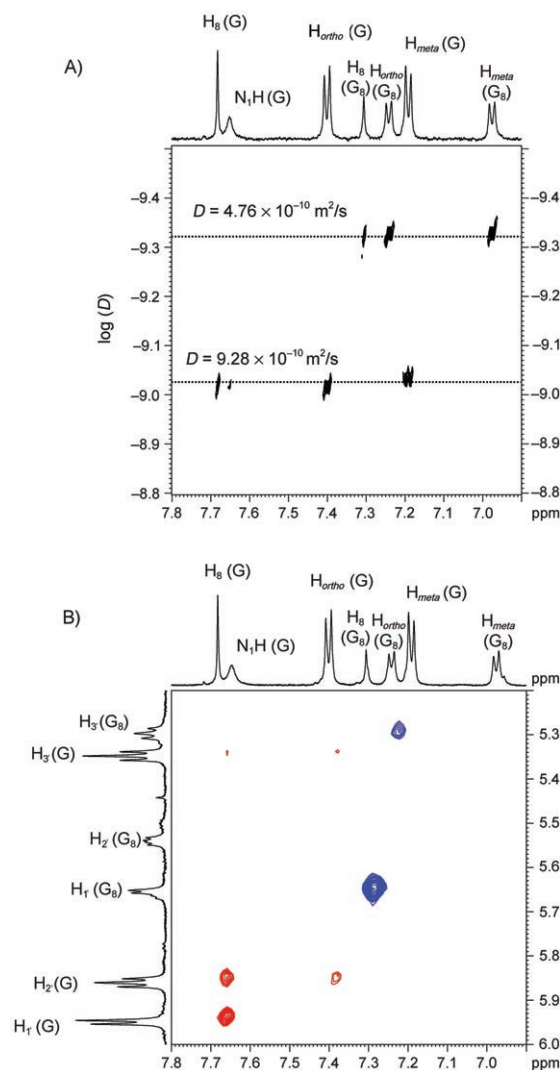 A)
H8 (G)
N1H (G)
Hortho (G)
H8
(G8)
Hortho
(G8)
Hmeta (G)
Hmeta
(G8)
log (D)
−9.4
−9.3
−9.2
−9.1
−9.0
−8.9
−8.8
D = 4.76 × 10−10 m2/s
D = 9.28 × 10−10 m2/s
−9.4
−9.3
−9.2
−9.1
−9.0
−8.9
−8.8
7.8 7.7 7.6 7.5 7.4 7.3 7.2 7.1 7.0
ppm
B)
H8 (G)
N1H (G)
Hortho (G)
H8
(G8)
Hortho
(G8)
Hmeta (G)
Hmeta
(G8)
ppm
H3' (G8)
H3' (G)
H2' (G8)
H1' (G8)
H2' (G)
H1' (G)
5.3
5.4
5.5
5.6
5.7
5.8
5.9
6.0
7.8 7.7 7.6 7.5 7.4 7.3 7.2 7.1 7.0
ppm